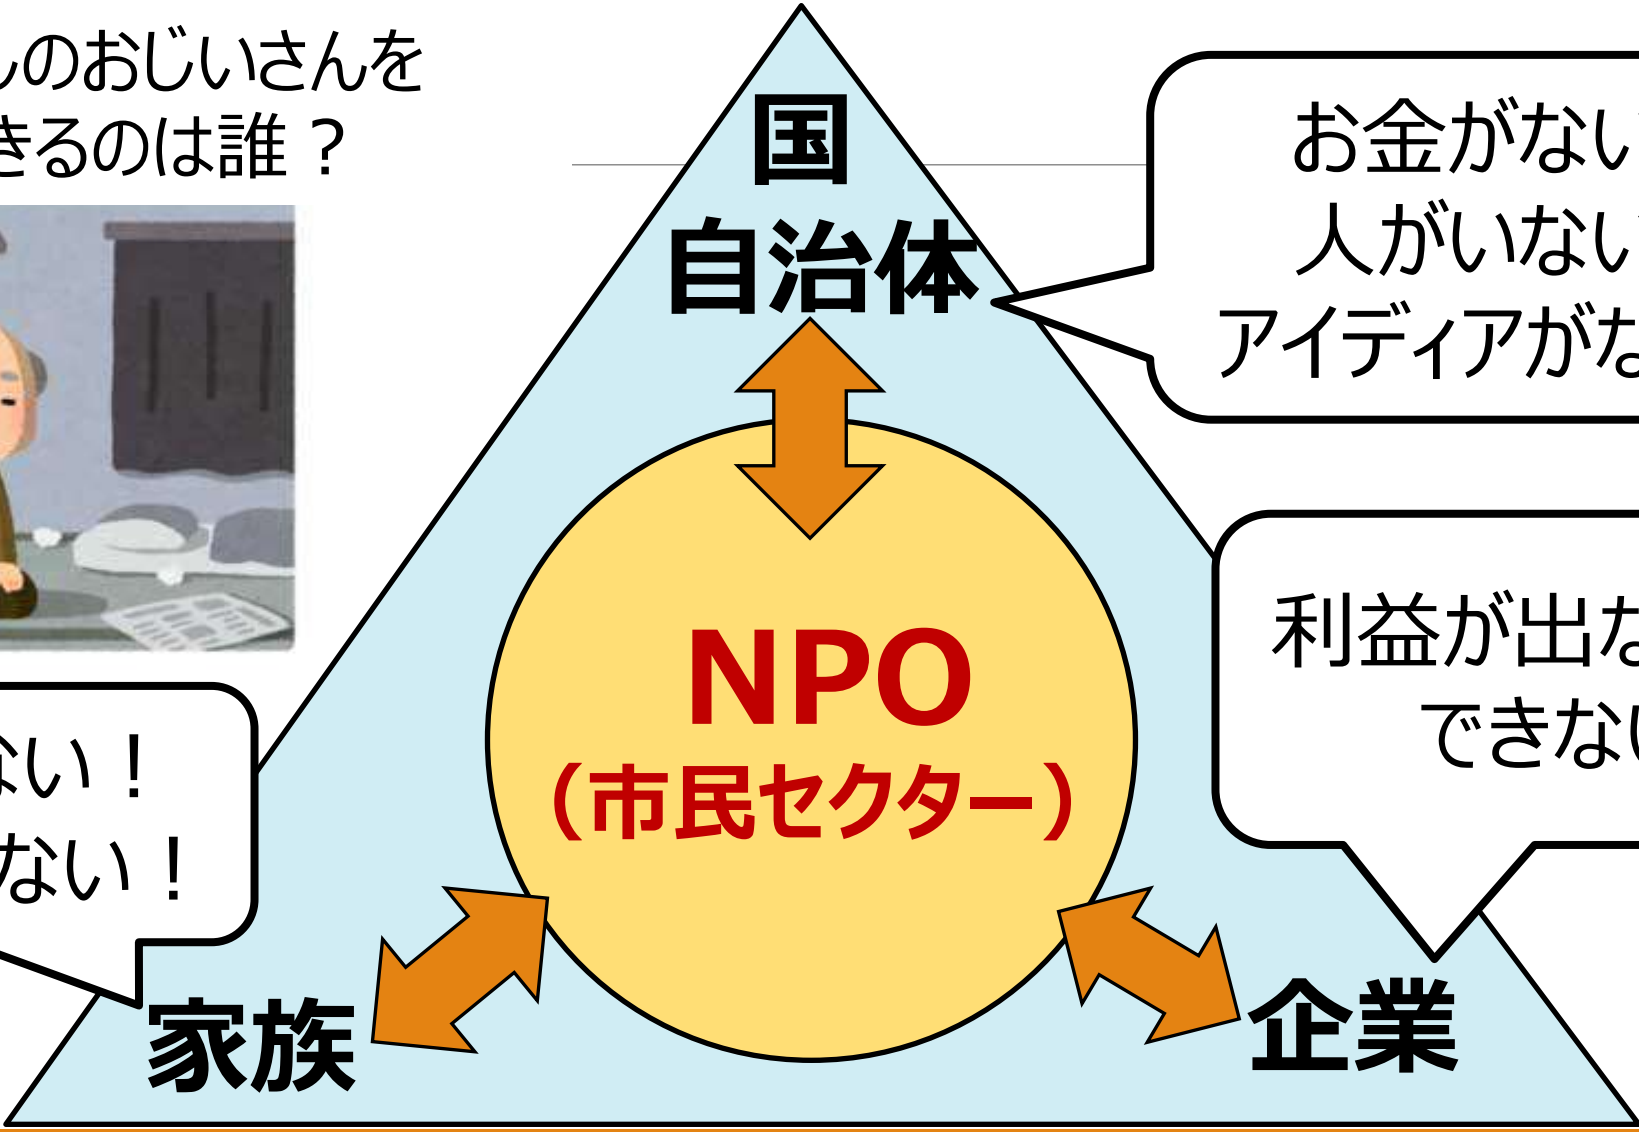 んのおじいさんを
きるのは誰？
国
自治体
お金がない
人がいない
アイディアがな
利益が出な
できない
NPO
（市民セクター）
ない！
ない！
家族
企業